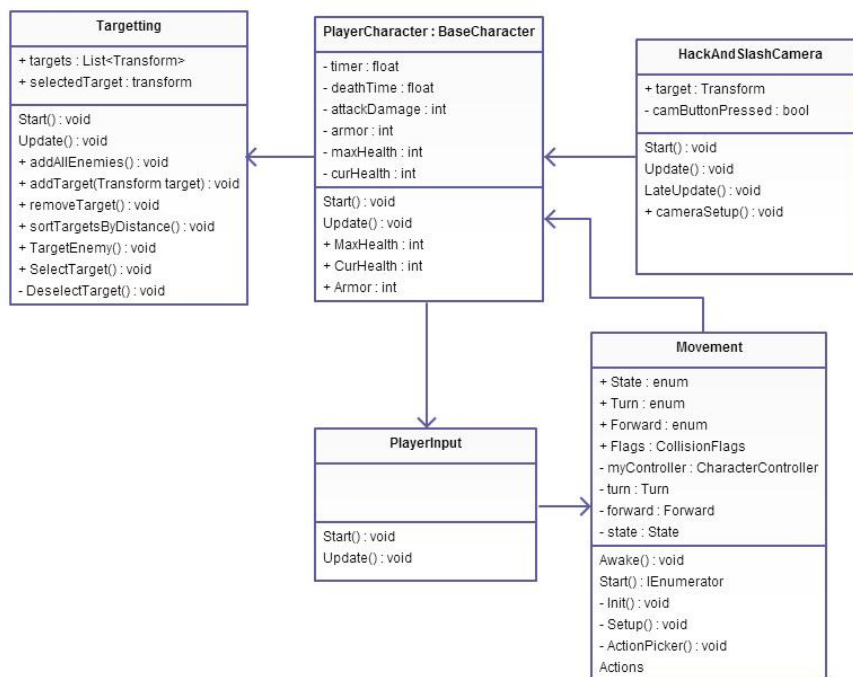 Targetting
+ targets : List<Transform>
+ selectedTarget : transform
Start() : void
Update() : void
+ addAllEnemies() : void
+ addTarget(Transform target) : void
+ removeTarget() : void
+ sortTargetsByDistance() : void
+ TargetEnemy() : void
+ SelectTarget() : void
- DeselectTarget() : void
PlayerCharacter : BaseCharacter
- timer : float
- deathTime : float
- attackDamage : int
- armor : int
- maxHealth : int
- curHealth : int
Start() : void
Update() : void
+ MaxHealth : int
+ CurHealth : int
+ Armor : int
HackAndSlashCamera
+ target : Transform
- camButtonPressed : bool
Start() : void
Update() : void
LateUpdate() : void
+ cameraSetup() : void
PlayerInput
Start() : void
Update() : void
Movement
+ State : enum
+ Turn : enum
+ Forward : enum
+ Flags : CollisionFlags
- myController : CharacterController
- turn : Turn
- forward : Forward
- state : State
Awake() : void
Start() : IEnumerator
- Init() : void
- Setup() : void
- ActionPicker() : void
Actions